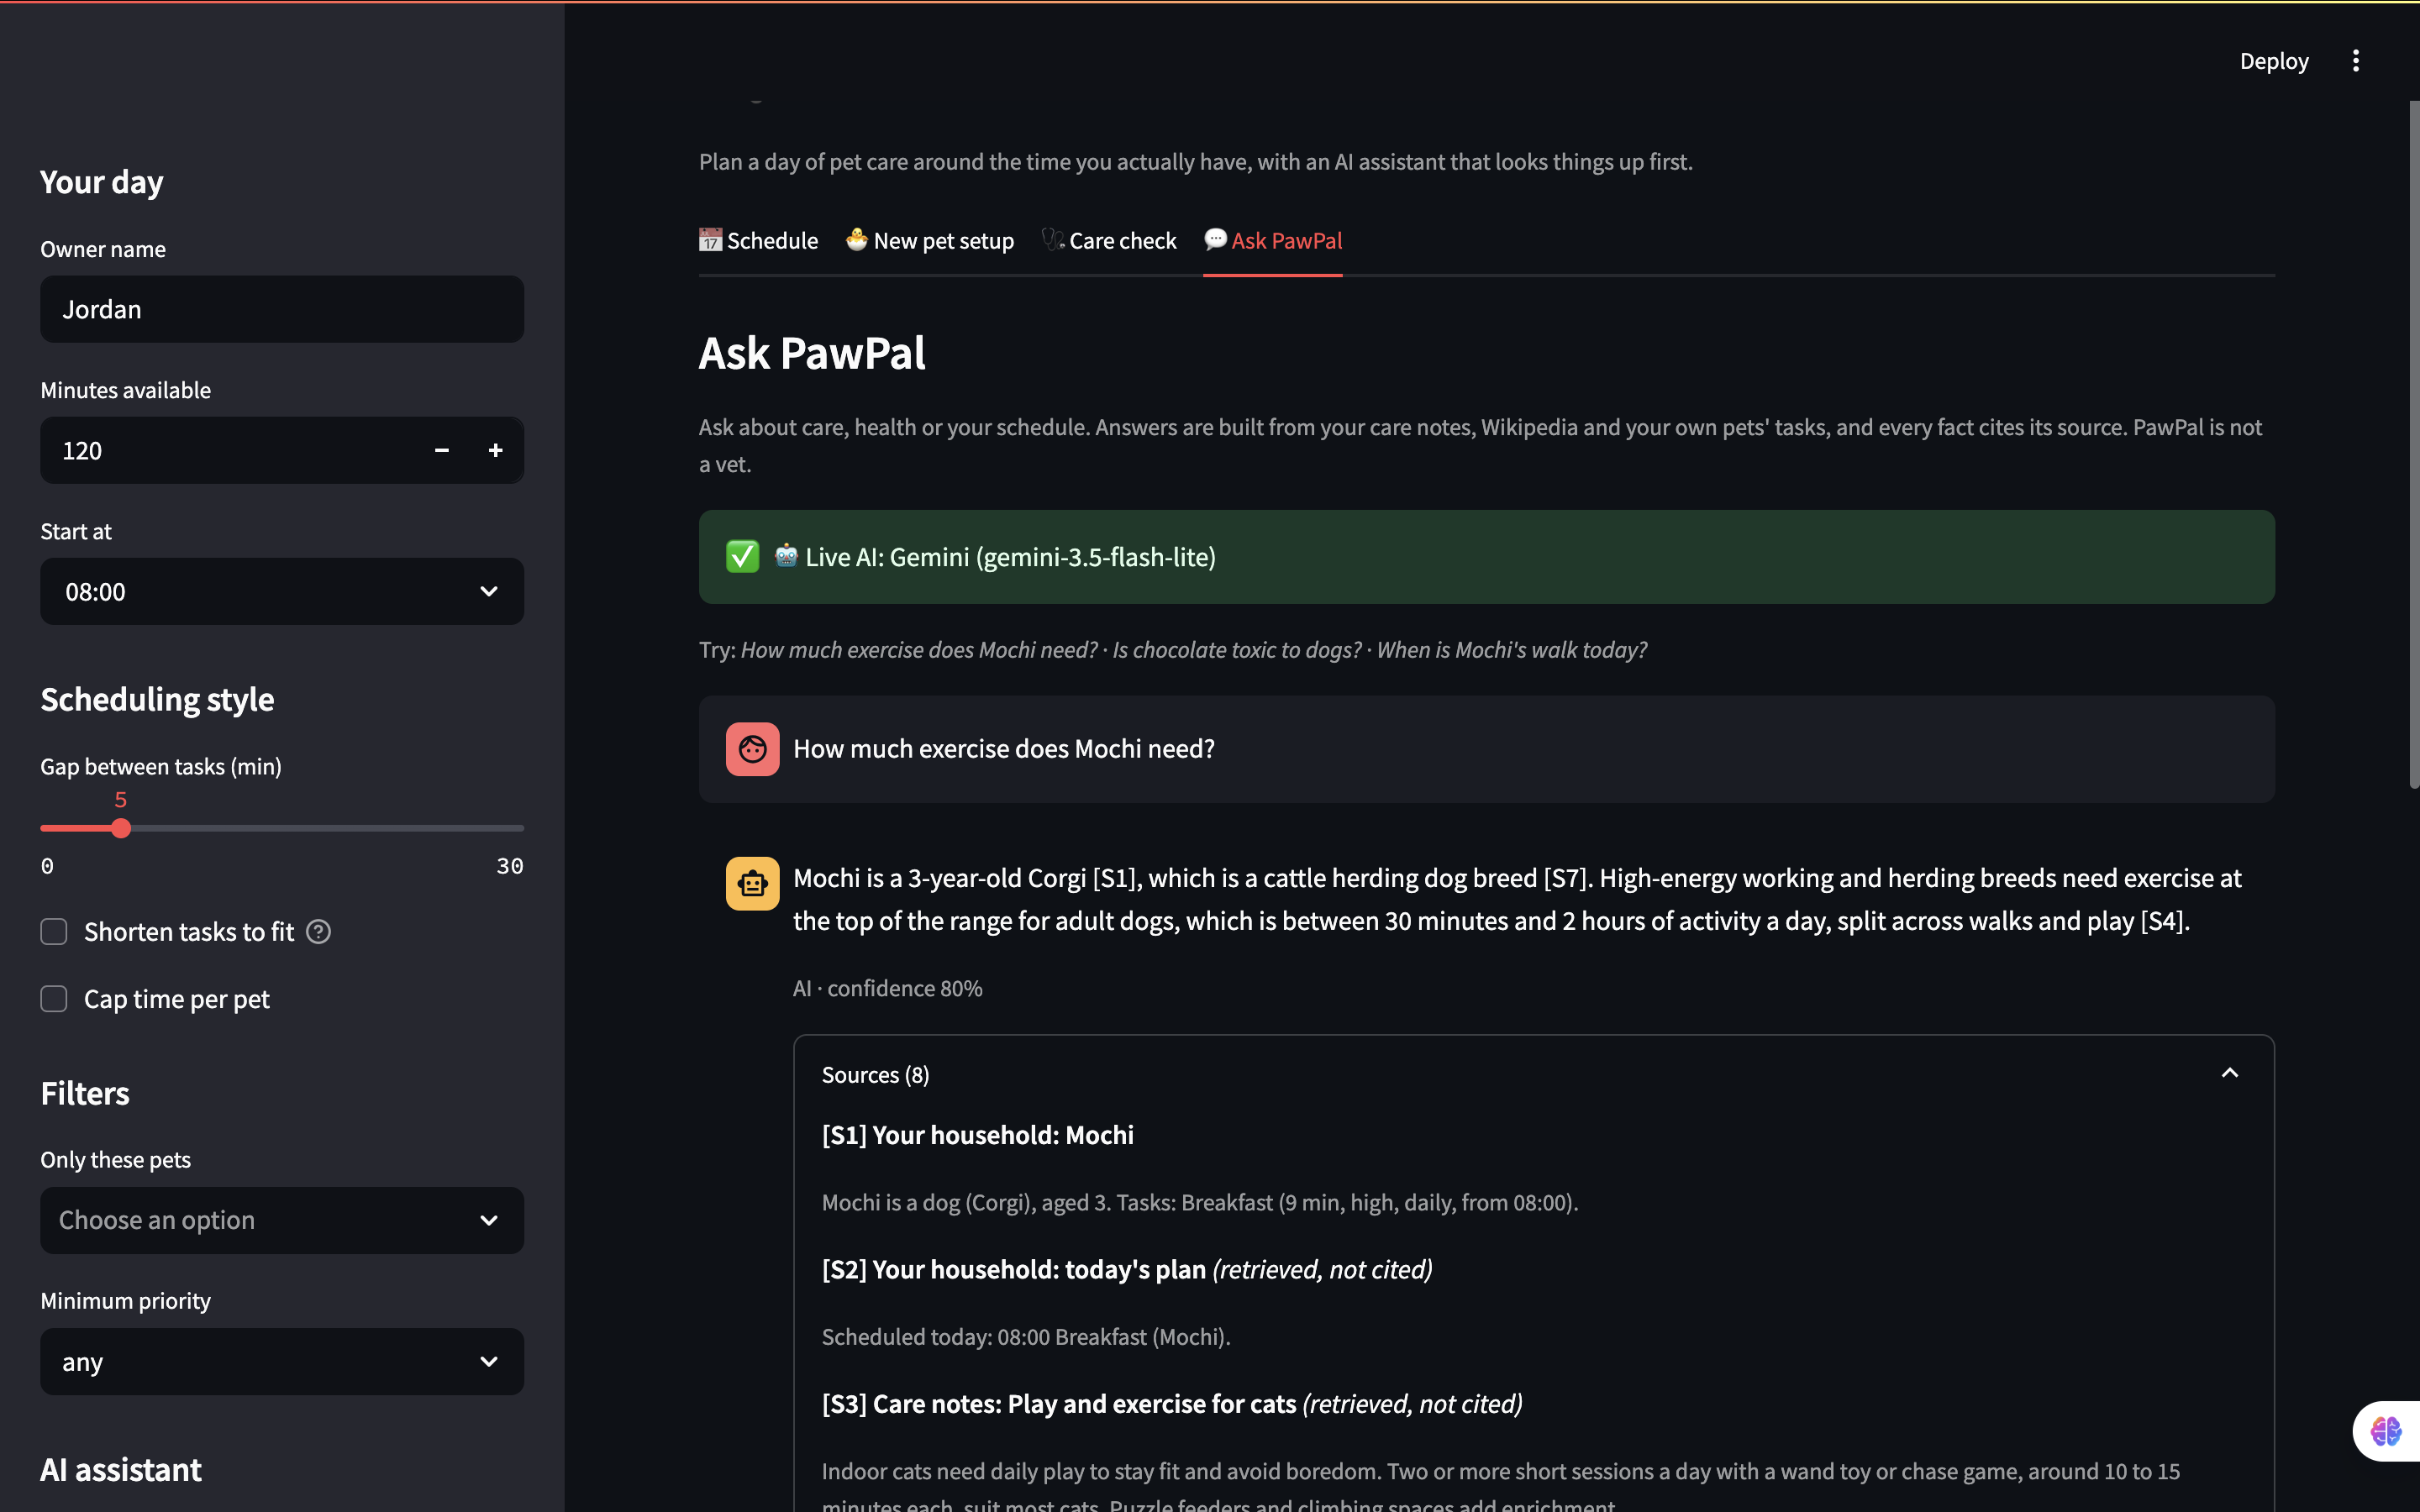 Deploy
Your day
Owner name
Jordan
Minutes available
120
Start at
08:00
Scheduling style
Gap between tasks (min)
5
0 30
Shorten tasks to fit
Cap time per pet
Filters
Only these pets
Choose an option
Minimum priority
any
AI assistant
Plan a day of pet care around the time you actually have, with an AI assistant that looks things up first.
17 Schedule New pet setup Care check Ask PawPal
Ask PawPal
Ask about care, health or your schedule. Answers are built from your care notes, Wikipedia and your own pets' tasks, and every fact cites its source. PawPal is not
a vet.
Live AI: Gemini (gemini-3.5-flash-lite)
Try: How much exercise does Mochi need? · Is chocolate toxic to dogs? · When is Mochi's walk today?
How much exercise does Mochi need?
Mochi is a 3-year-old Corgi [S1], which is a cattle herding dog breed [S7]. High-energy working and herding breeds need exercise at
the top of the range for adult dogs, which is between 30 minutes and 2 hours of activity a day, split across walks and play [S4].
AI · confidence 80%
Sources (8)
[S1] Your household: Mochi
Mochi is a dog (Corgi), aged 3. Tasks: Breakfast (9 min, high, daily, from 08:00).
[S2] Your household: today's plan (retrieved, not cited)
Scheduled today: 08:00 Breakfast (Mochi).
[S3] Care notes: Play and exercise for cats (retrieved, not cited)
Indoor cats need daily play to stay fit and avoid boredom. Two or more short sessions a day with a wand toy or chase game, around 10 to 15
minutes each, suit most cats. Puzzle feeders and climbing spaces add enrichment.